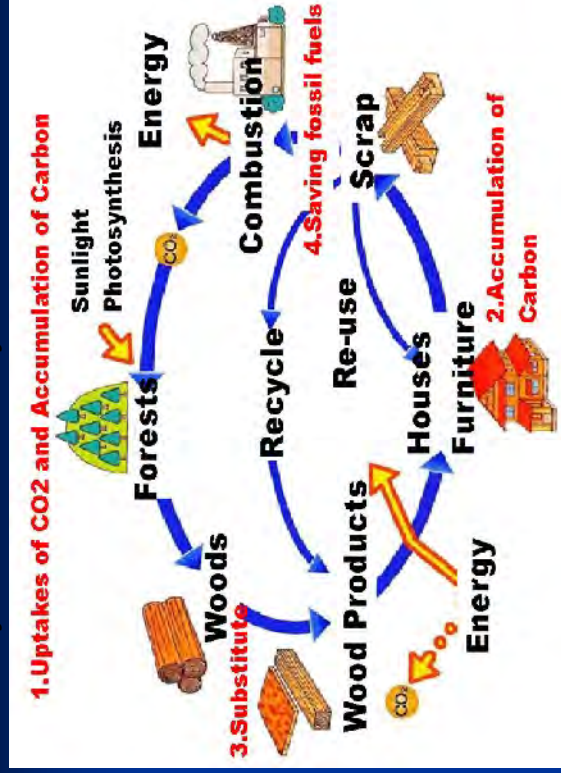 1.Uptakes of CO2 and Accumulation of Carbon
Sunlight
Photosynthesis
Energy
CO₂
Combustion
Forests
4.Saving fossil fuels
Scrap
Woods
Recycle
Re-use
3.Substitute
Wood Products
Houses
Furniture
2.Accumulation of
Carbon
Energy
CO₂